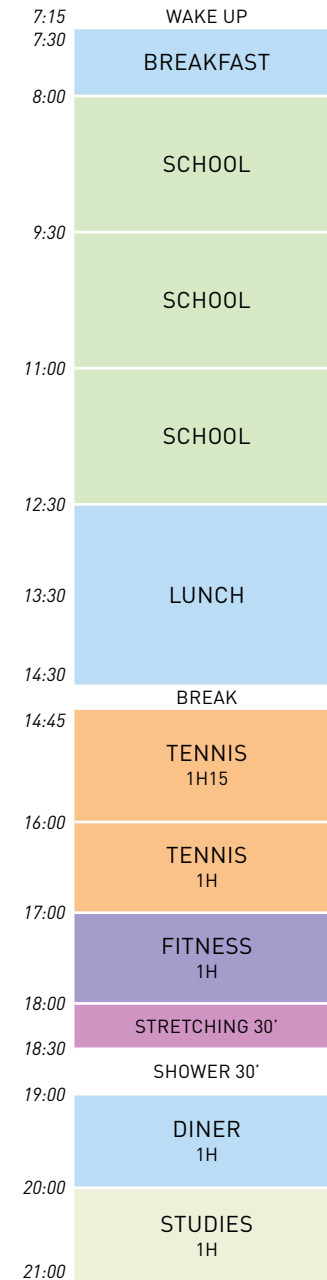 7:15 WAKE UP
7:30
BREAKFAST
8:00
SCHOOL
9:30
SCHOOL
11:00
SCHOOL
12:30
13:30 LUNCH
14:30
BREAK
14:45
TENNIS
1H15
16:00
TENNIS
1H
17:00
FITNESS
1H
18:00
STRETCHING 30'
18:30
SHOWER 30'
19:00
DINER
1H
20:00
STUDIES
1H
21:00